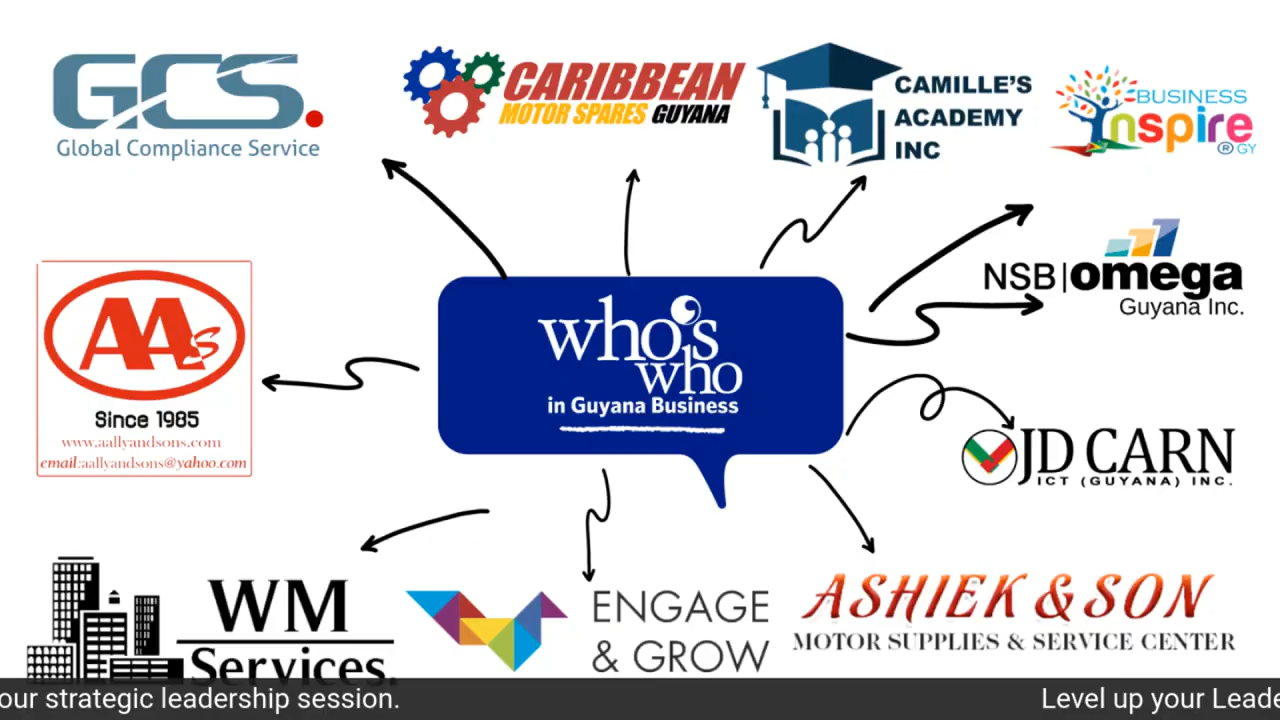 GCS.
Global Compliance Service
CARIBBEAN
MOTOR SPARES GUYANA
CAMILLE'S
ACADEMY
INC
BUSINESS
nspire
® GY
NSB|omega
Guyana Inc.
who's
who
in Guyana Business
AAs
Since 1985
www.aallyandsons.com
email:aallyandsons@yahoo.com
JD CARN
ICT (GUYANA) INC.
WM
Services.
ENGAGE
& GROW
ASHIEK & SON
MOTOR SUPPLIES & SERVICE CENTER
our strategic leadership session.
Level up your Leade